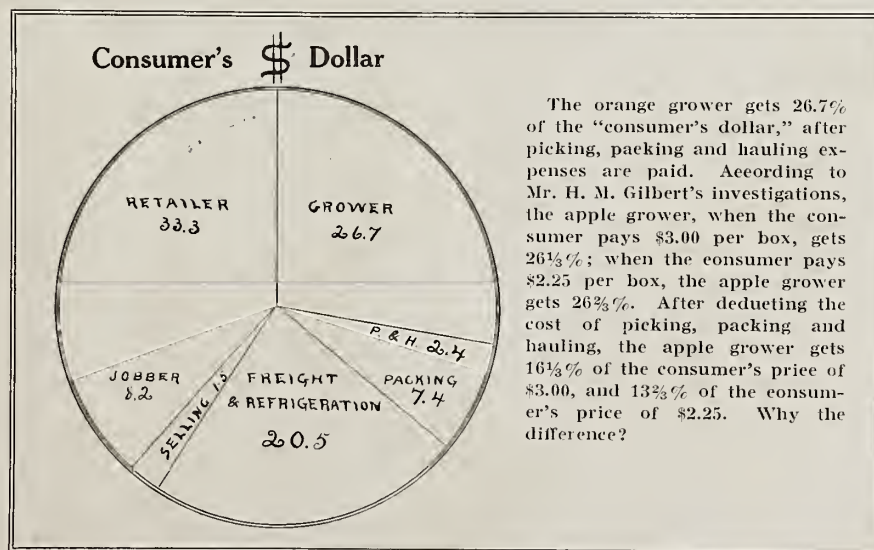 Consumer's $ Dollar
RETAILER
33.3
GROWER
26.7
P. & H. 2.4
PACKING
7.4
FREIGHT
& REFRIGERATION
20.5
SELLING 1.5
JOBBER
8.2
The orange grower gets 26.7%
of the “consumer's dollar,” after
picking, packing and hauling ex-
penses are paid. According to
Mr. H. M. Gilbert's investigations,
the apple grower, when the con-
sumer pays $3.00 per box, gets
26⅓%; when the consumer pays
$2.25 per box, the apple grower
gets 26⅔%. After deducting the
cost of picking, packing and
hauling, the apple grower gets
16⅓% of the consumer's price of
$3.00, and 13⅔% of the consum-
er's price of $2.25. Why the
difference?